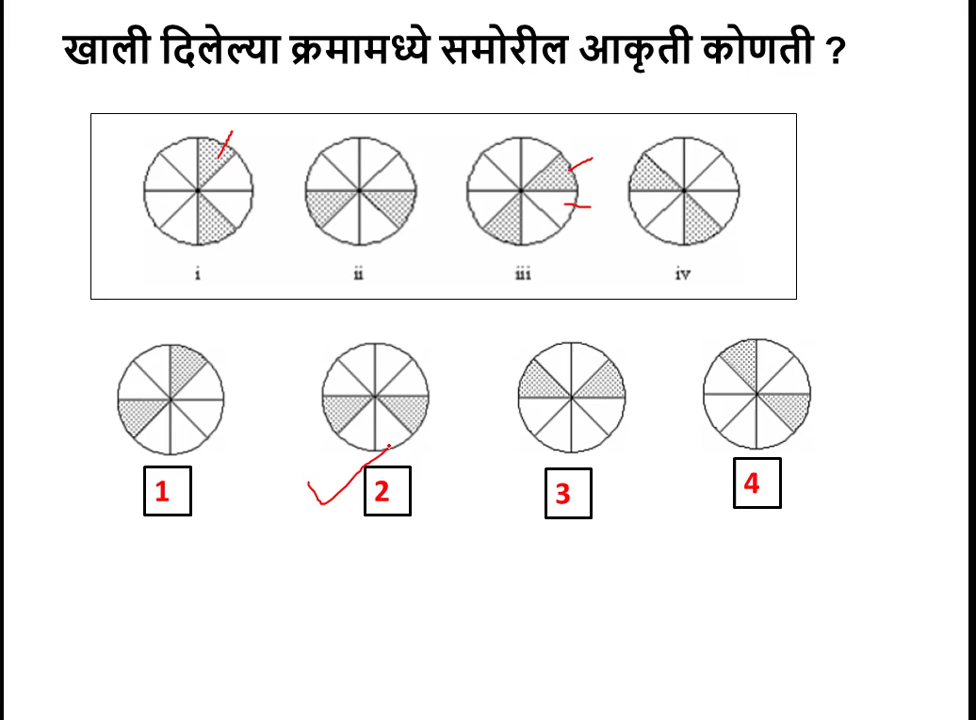 खाली दिलेल्या क्रमामध्ये समोरील आकृती कोणती ?
i ii iii iv
1 2 3 4